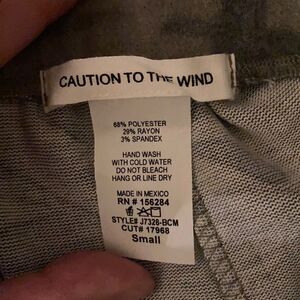 CAUTION TO THE WIND
68% POLYESTER
29% RAYON
3% SPANDEX
HAND WASH
WITH COLD WATER
DO NOT BLEACH
HANG OR LINE DRY
MADE IN MEXICO
RN # 156284
STYLE# J7328-BCM
CUT# 17968
Small